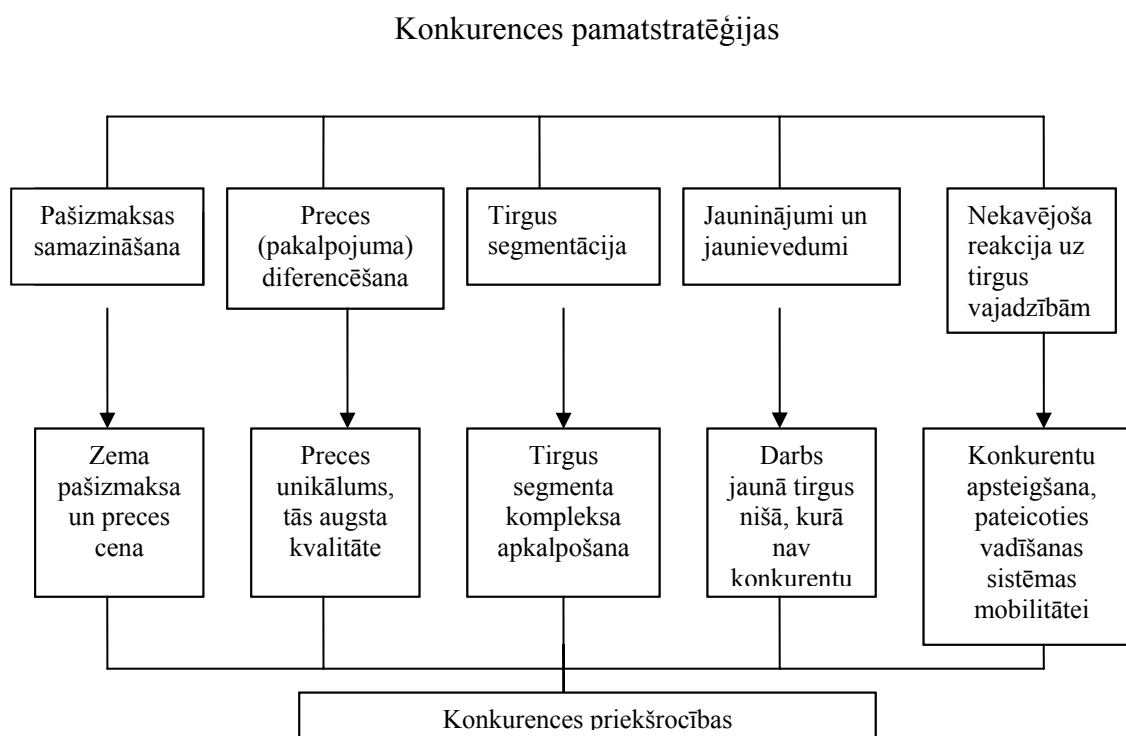 Konkurences pamatstratēģijas
Pašizmaksas
samazināšana
Preces
(pakalpojuma)
diferencēšana
Tirgus
segmentācija
Jauninājumi un
jaunievedumi
Nekavējoša
reakcija uz
tirgus
vajadzībām
Zema
pašizmaksa
un preces
cena
Preces
unikālums,
tās augsta
kvalitāte
Tirgus
segmenta
kompleksa
apkalpošana
Darbs
jaunā tirgus
nišā, kurā
nav
konkurentu
Konkurentu
apsteigšana,
pateicoties
vadīšanas
sistēmas
mobilitātei
Konkurences priekšrocības